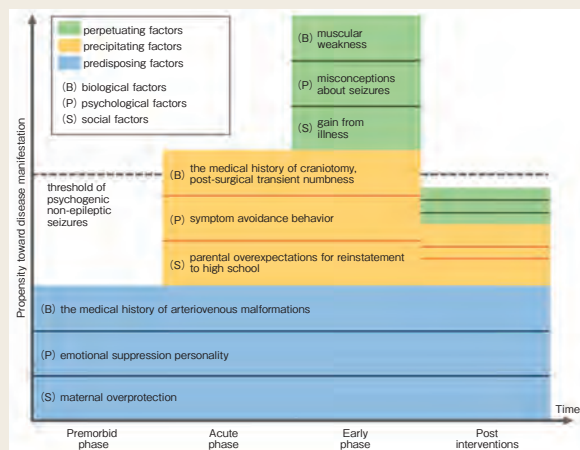 perpetuating factors
precipitating factors
predisposing factors
(B) biological factors
(P) psychological factors
(S) social factors
(B) muscular
weakness
(P) misconceptions
about seizures
(S) gain from
illness
(B) the medical history of craniotomy,
post-surgical transient numbness
threshold of
psychogenic
non-epileptic
seizures
(P) symptom avoidance behavior
(S) parental overexpectations for reinstatement
to high school
(B) the medical history of arteriovenous malformations
(P) emotional suppression personality
(S) maternal overprotection
Propensity toward disease manifestation
Time
Premorbid
phase
Acute
phase
Early
phase
Post
interventions